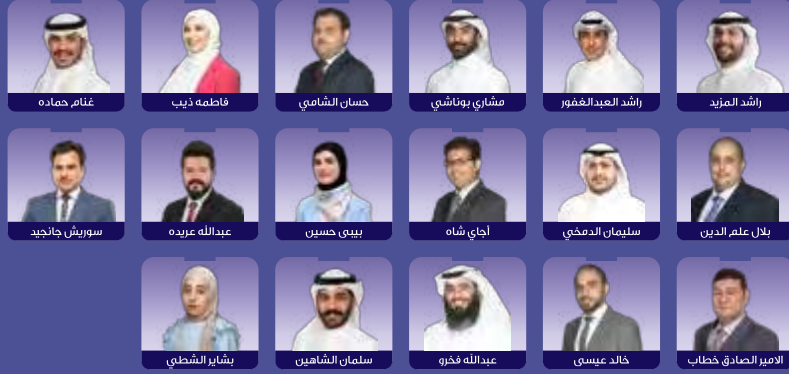 راشد المزيد
راشد العبدالغفور
مشاري بوناشي
حسان الشامي
فاطمه ذيب
غنام حماده
بلال علم الدين
سليمان الدمخي
أجاي شاه
بيبي حسين
عبدالله عريده
سوريش جانجيد
الامير الصادق خطاب
خالد عيسى
عبدالله فخرو
سلمان الشاهين
بشاير الشطي